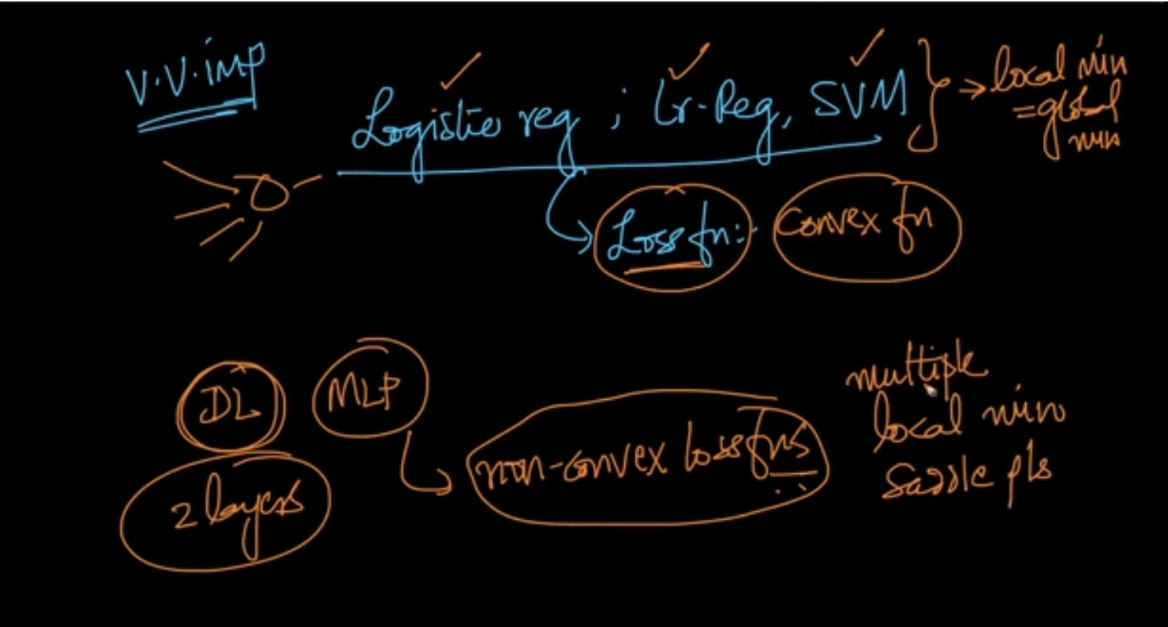 V.V.imp
Logistic reg ; Lr-Reg, SVM
local min
=global
min
Loss fn:- convex fn
DL MLP
2 layers
non-convex loss fns
multiple
local min
Saddle pts